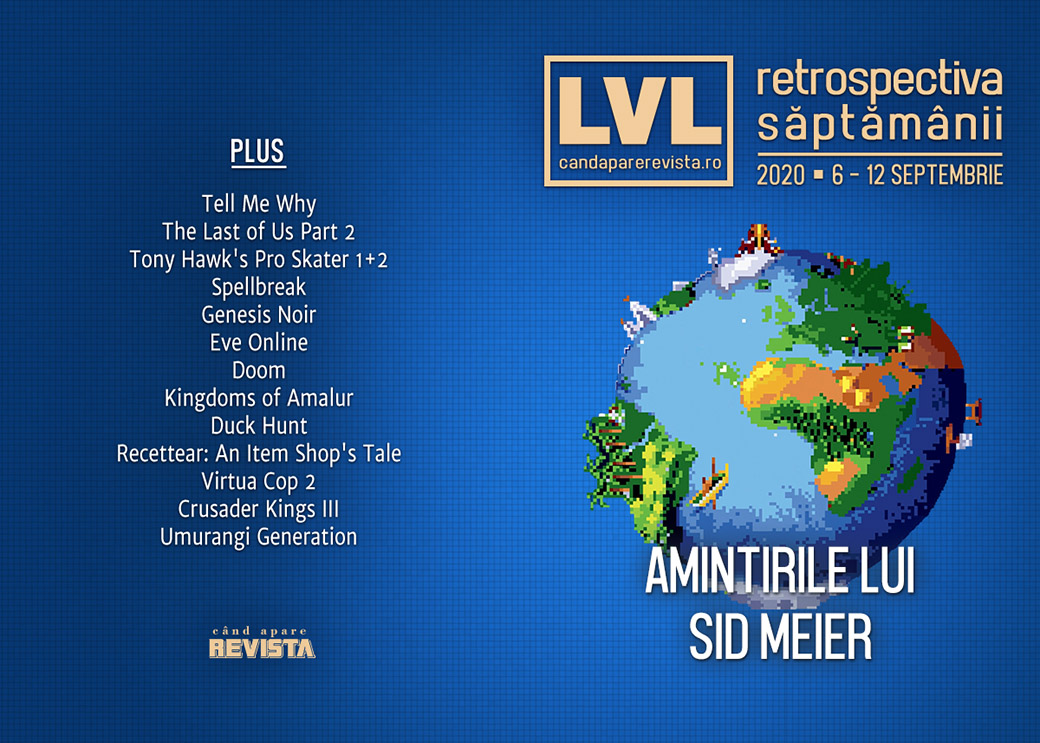 PLUS
Tell Me Why
The Last of Us Part 2
Tony Hawk's Pro Skater 1+2
Spellbreak
Genesis Noir
Eve Online
Doom
Kingdoms of Amalur
Duck Hunt
Recettear: An Item Shop's Tale
Virtua Cop 2
Crusader Kings III
Umurangi Generation
când apare
REVISTA
LVL
candaparerevista.ro
retrospectiva
săptămânii
2020 ▪ 6 - 12 SEPTEMBRIE
AMINTIRILE LUI
SID MEIER